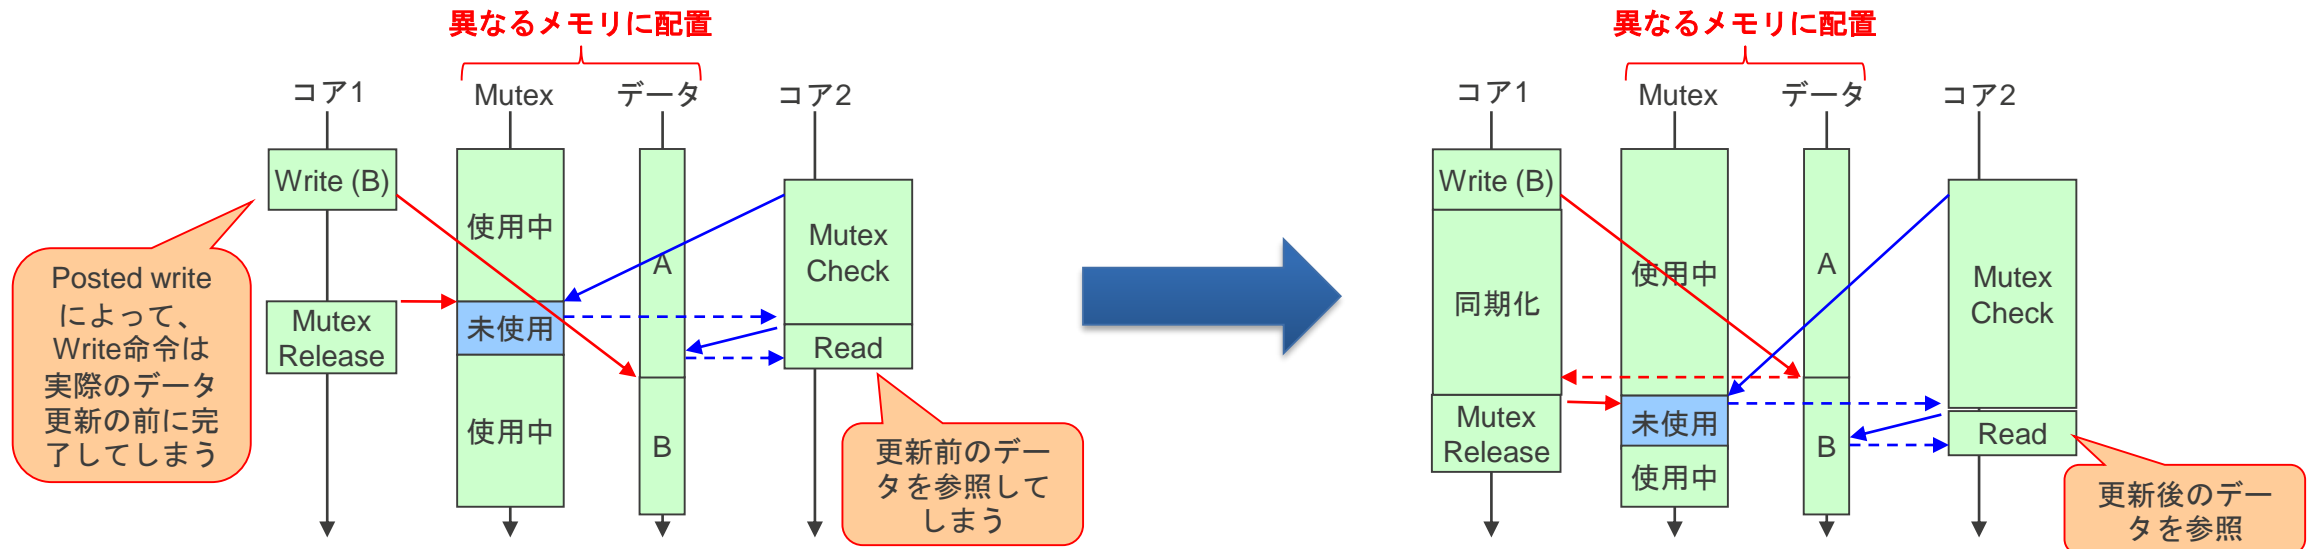 異なるメモリに配置
コア1
Mutex
データ
コア2
Write (B)
使用中
A
Mutex
Check
Posted write
によって、
Write命令は
実際のデータ
更新の前に完
了してしまう
Mutex
Release
未使用
Read
使用中
B
更新前のデー
タを参照して
しまう
異なるメモリに配置
コア1
Mutex
データ
コア2
Write (B)
同期化
使用中
A
Mutex
Check
Mutex
Release
未使用
使用中
B
Read
更新後のデー
タを参照